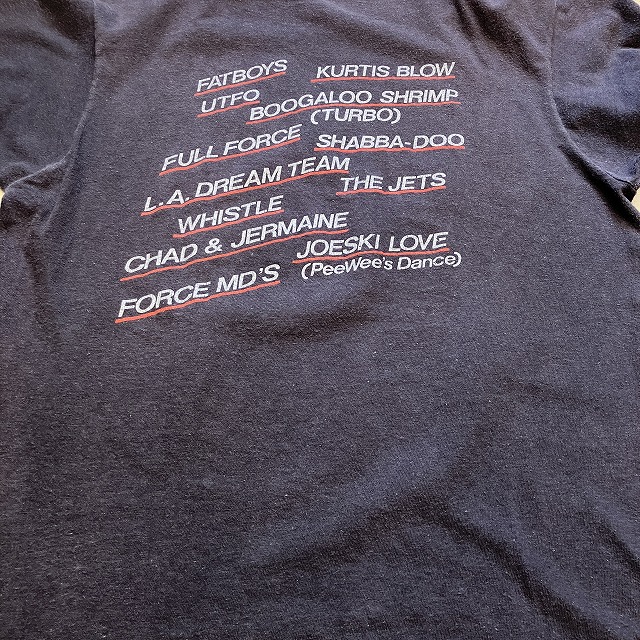 FATBOYS KURTIS BLOW
UTFO BOOGALOO SHRIMP
(TURBO)
FULL FORCE SHABBA-DOO
L.A. DREAM TEAM THE JETS
WHISTLE
CHAD & JERMAINE JOESKI LOVE
(PeeWee's Dance)
FORCE MD'S